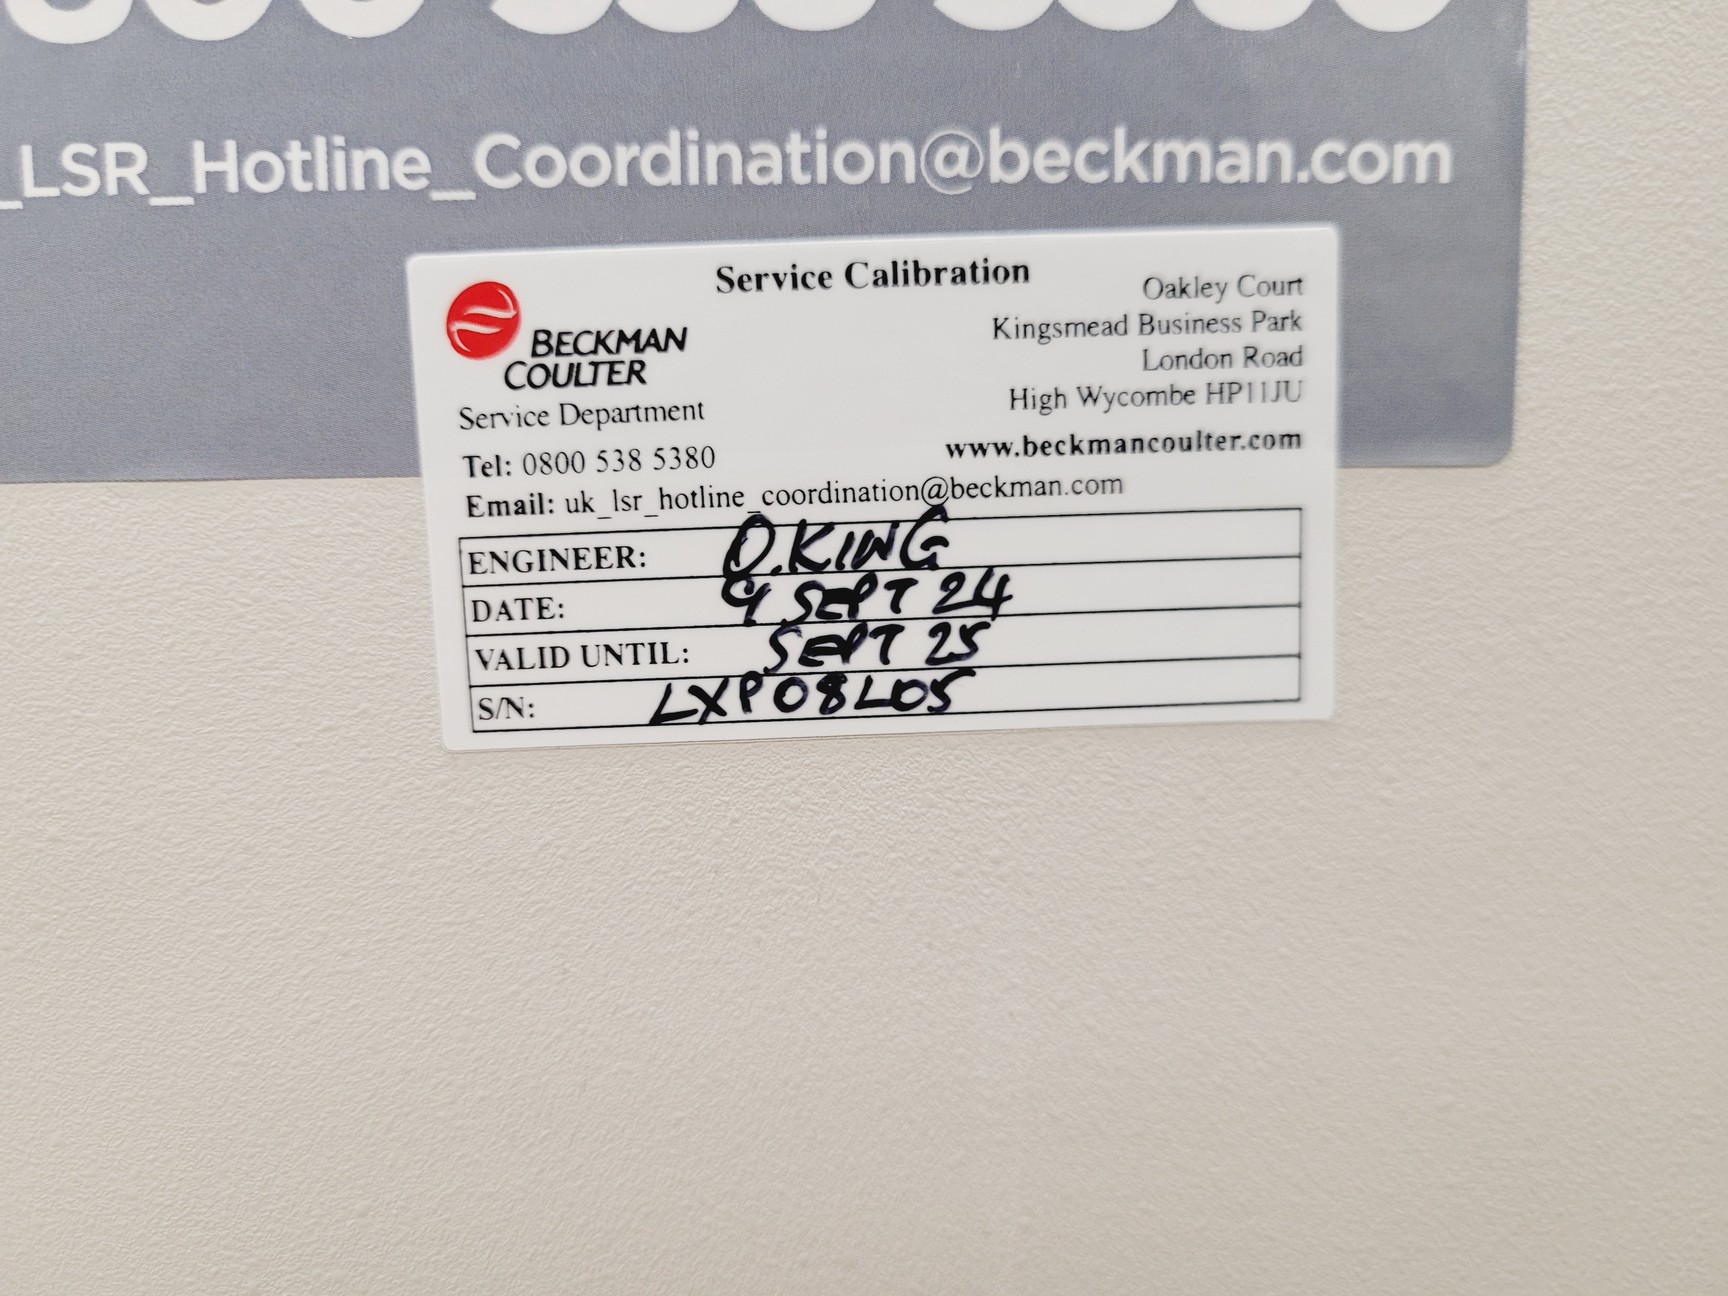 _LSR_Hotline_Coordination@beckman.com
Service Calibration
BECKMAN
COULTER
Oakley Court
Kingsmead Business Park
London Road
High Wycombe HP11JU
Service Department
www.beckmancoulter.com
Tel: 0800 538 5380
Email: uk_lsr_hotline_coordination@beckman.com
ENGINEER: O.KING
DATE: 9 SEPT 24
VALID UNTIL: SEPT 25
S/N: LXP08L05